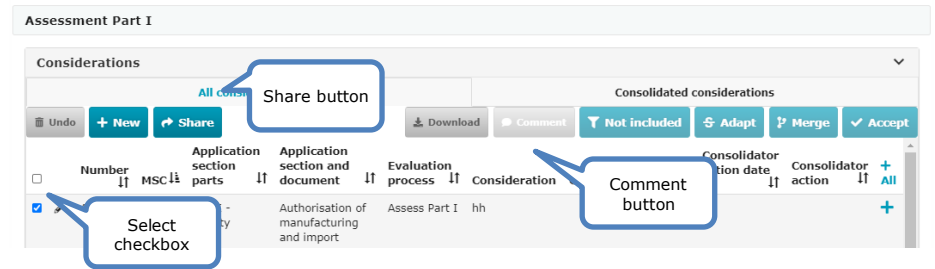 Assessment Part I
Considerations
All
Share button
Consolidated considerations
Undo + New Share Download Comment Not included Adapt Merge Accept
Number MSC Application section parts Application section and document Evaluation process Consideration Comment button Consolidator date Consolidator action + All
Select checkbox
Authorisation of manufacturing and import
Assess Part I
hh
+